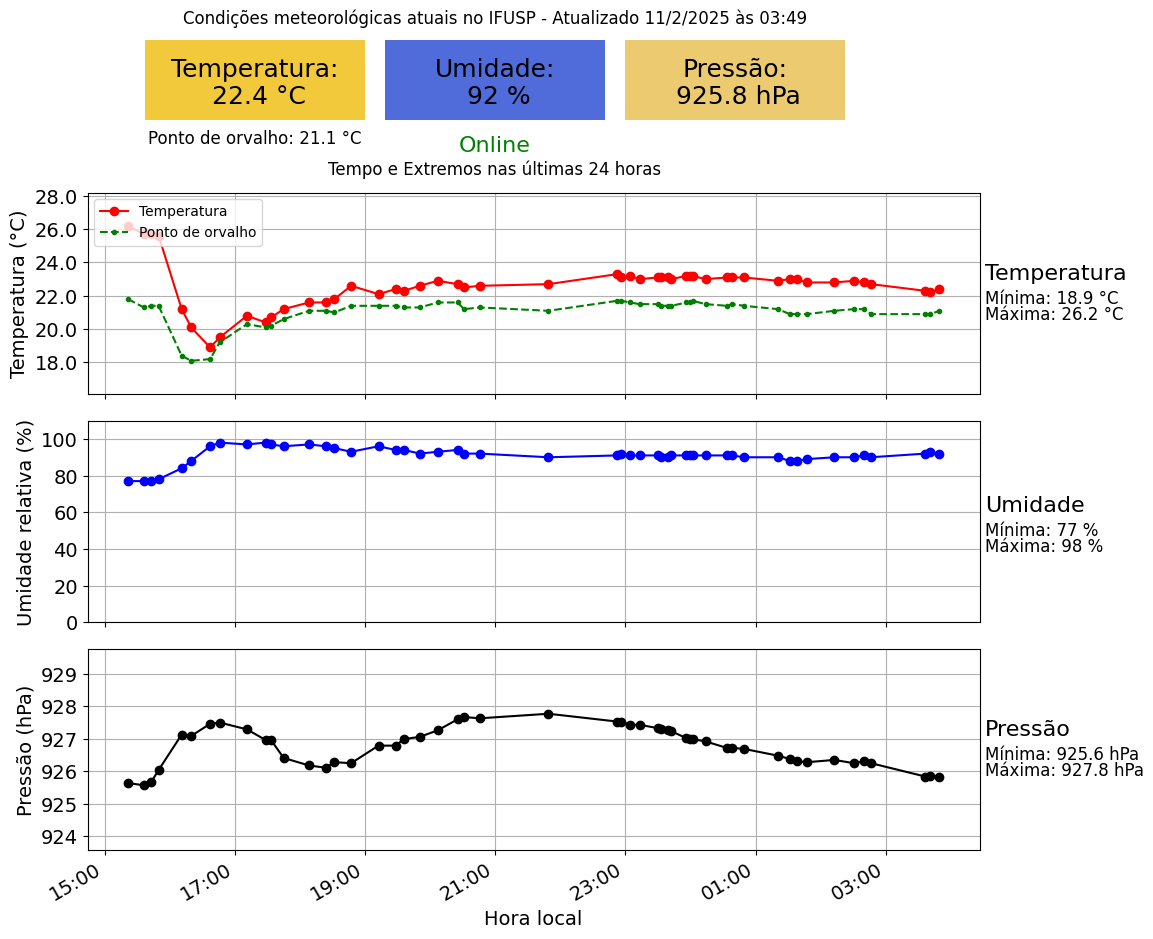 Condições meteorológicas atuais no IFUSP - Atualizado 11/2/2025 às 03:49
Temperatura:
22.4 °C
Umidade:
92 %
Pressão:
925.8 hPa
Ponto de orvalho: 21.1 °C
Online
Tempo e Extremos nas últimas 24 horas
Temperatura (°C)
28.0
26.0
24.0
22.0
20.0
18.0
Temperatura
Ponto de orvalho
Temperatura
Mínima: 18.9 °C
Máxima: 26.2 °C
Umidade relativa (%)
100
80
60
40
20
0
Umidade
Mínima: 77 %
Máxima: 98 %
Pressão (hPa)
929
928
927
926
925
924
Pressão
Mínima: 925.6 hPa
Máxima: 927.8 hPa
15:00
17:00
19:00
21:00
23:00
01:00
03:00
Hora local